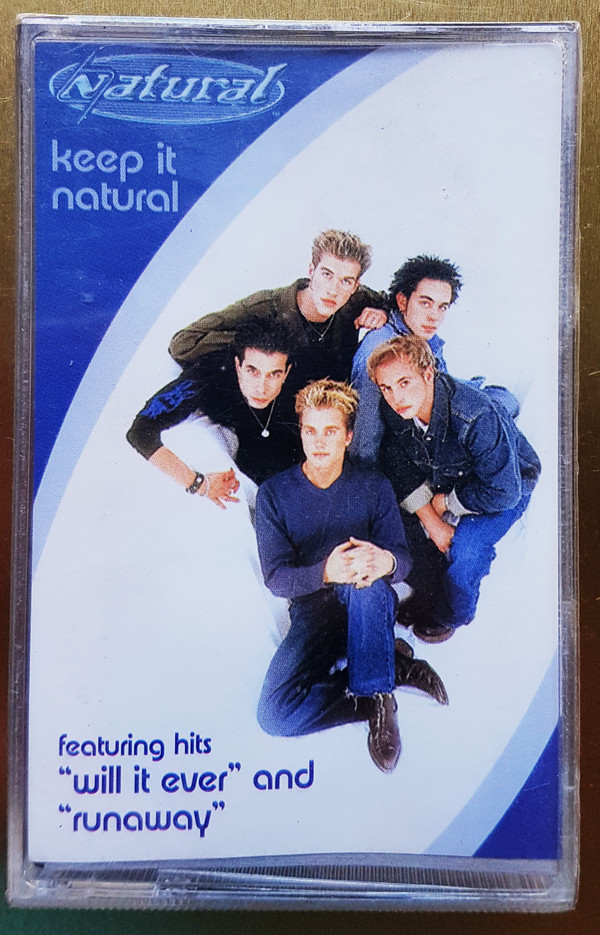 Natural
keep it
natural
featuring hits
“will it ever” and
“runaway”